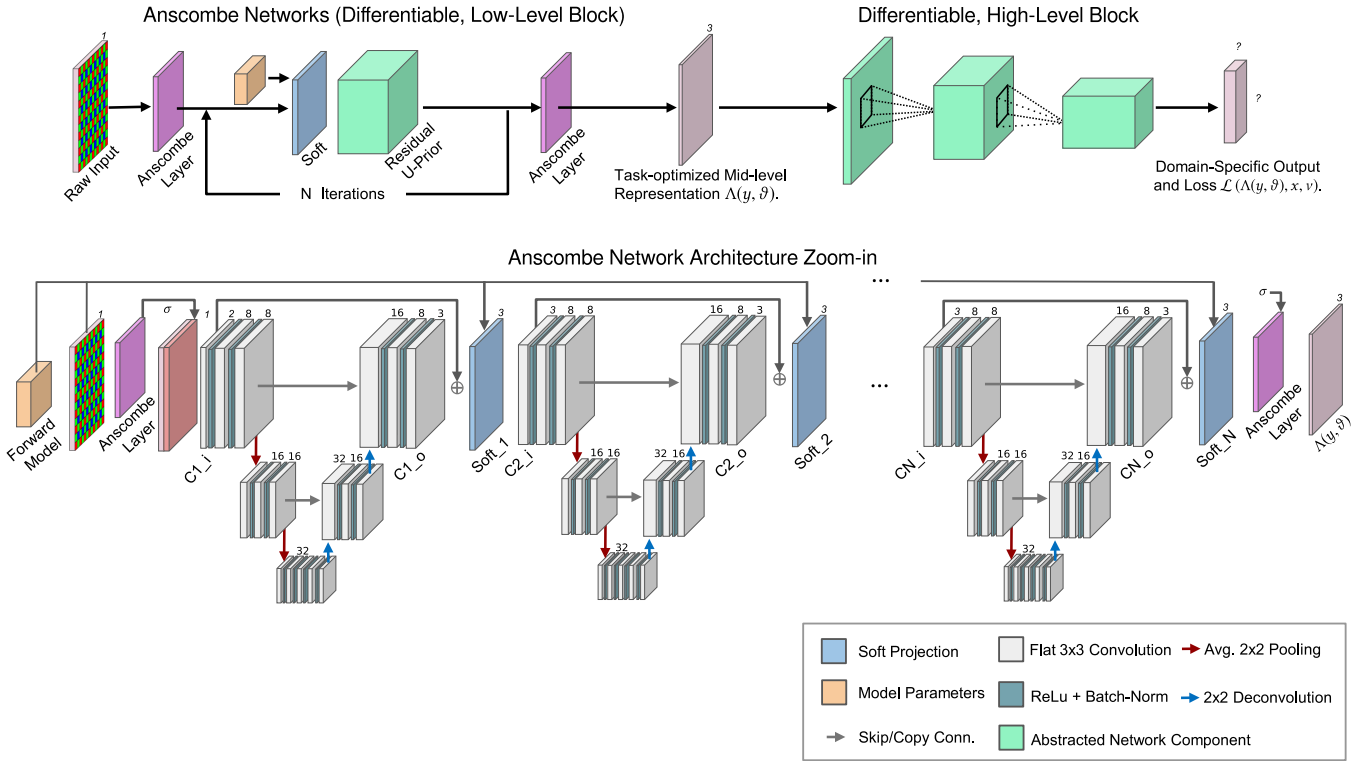 Anscombe Networks (Differentiable, Low-Level Block)
Differentiable, High-Level Block
1
3
?
?
Raw Input
Anscombe
Layer
Soft
Residual
U-Prior
Anscombe
Layer
N Iterations
Task-optimized Mid-level
Representation Λ(y, ϑ).
Domain-Specific Output
and Loss ℒ (Λ(y, ϑ), x, ν).
Anscombe Network Architecture Zoom-in
...
σ
1
1
2 8 8
16 8 3
3
3 8 8
16 8 3
3
3 8 8
16 8 3
3
σ
3
⊕
⊕
...
⊕
Forward
Model
Anscombe
Layer
C1_i
C1_o
Soft_1
C2_i
C2_o
Soft_2
CN_i
CN_o
Soft_N
Anscombe
Layer
Λ(y, ϑ)
16 16
32 16
16 16
32 16
16 16
32 16
32
32
32
Soft Projection
Flat 3x3 Convolution
Avg. 2x2 Pooling
Model Parameters
ReLu + Batch-Norm
2x2 Deconvolution
Skip/Copy Conn.
Abstracted Network Component